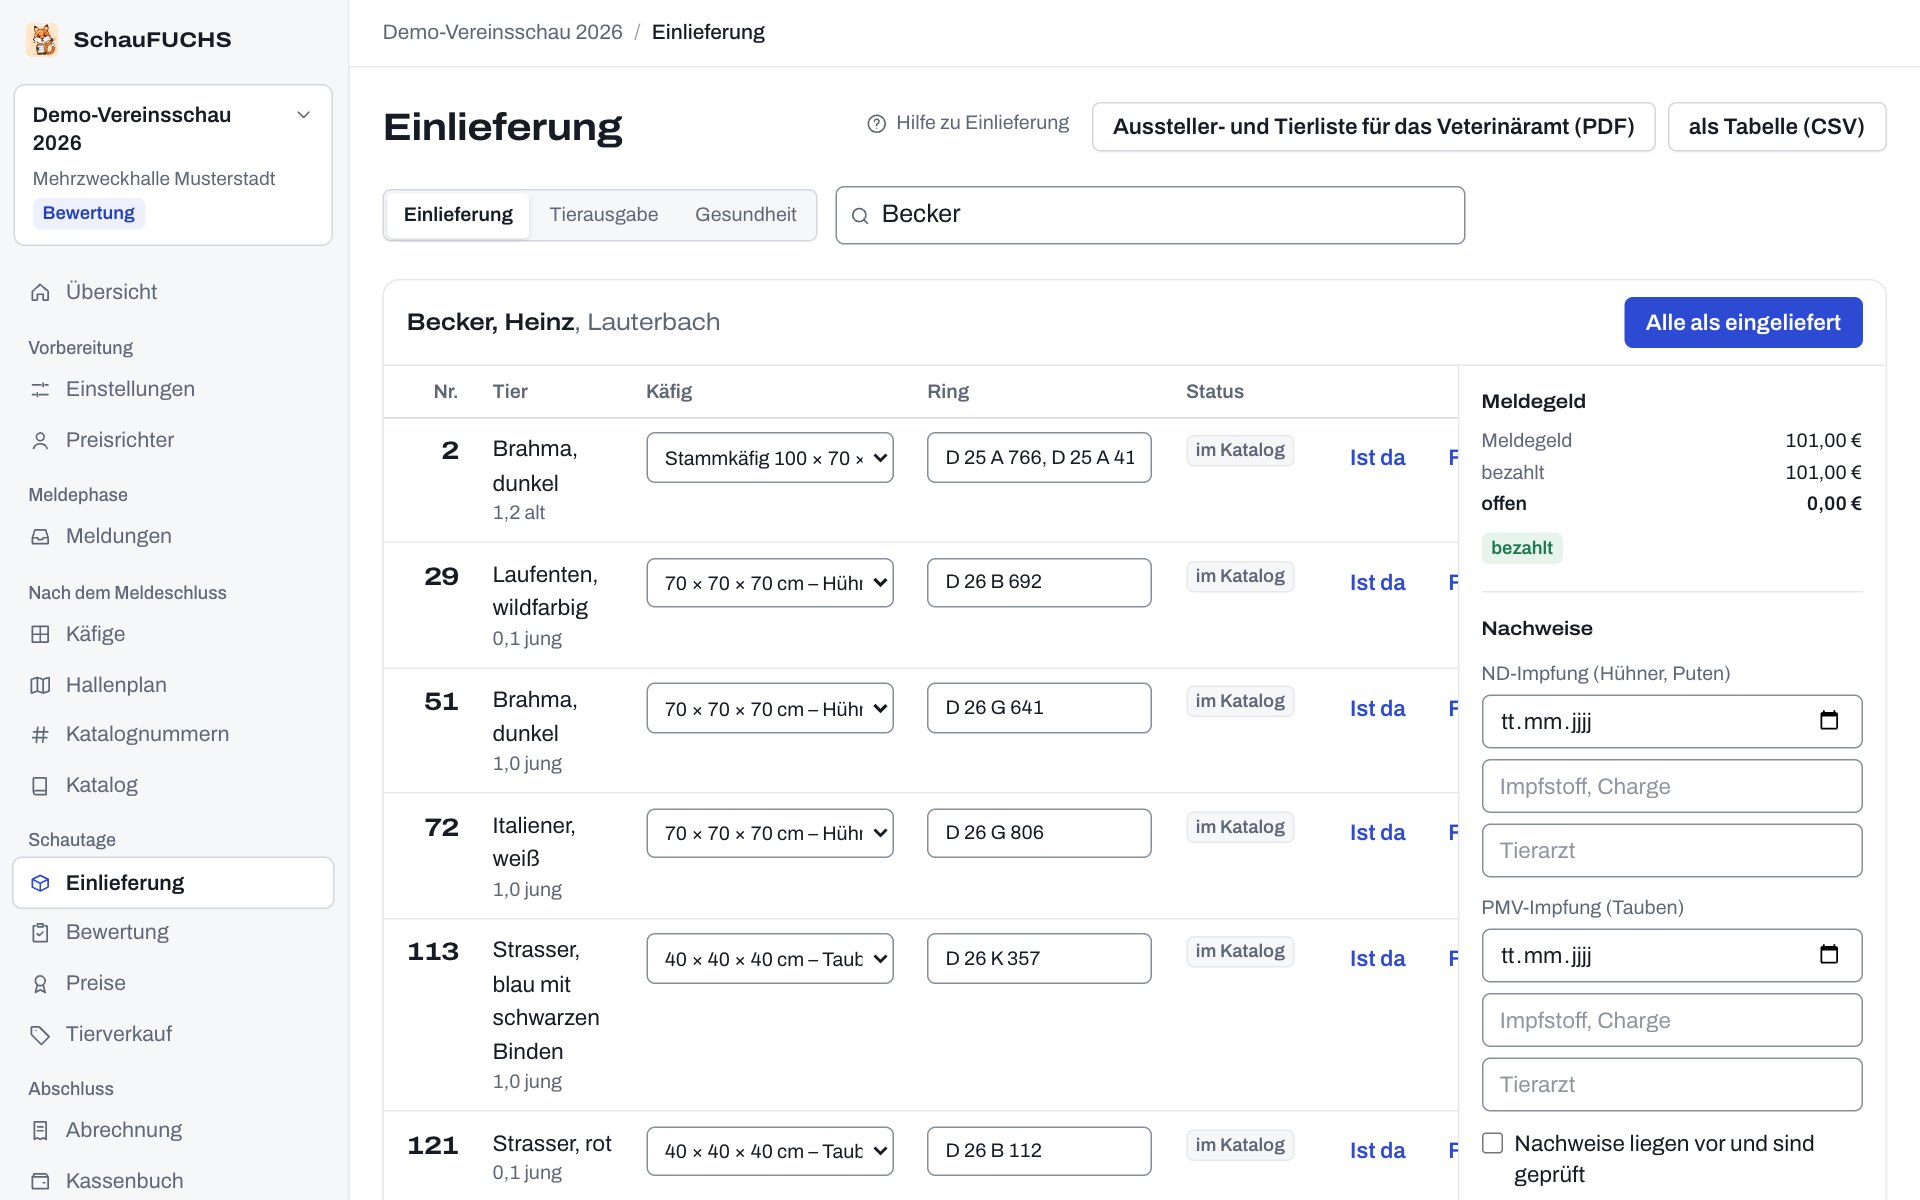 SchauFUCHS
Demo-Vereinsschau 2026
Mehrzweckhalle Musterstadt
Bewertung
Übersicht
Vorbereitung
Einstellungen
Preisrichter
Meldephase
Meldungen
Nach dem Meldeschluss
Käfige
Hallenplan
Katalognummern
Katalog
Schautage
Einlieferung
Bewertung
Preise
Tierverkauf
Abschluss
Abrechnung
Kassenbuch
Demo-Vereinsschau 2026 / Einlieferung
Einlieferung
Hilfe zu Einlieferung
Aussteller- und Tierliste für das Veterinäramt (PDF)
als Tabelle (CSV)
Einlieferung Tierausgabe Gesundheit
Becker
Becker, Heinz, Lauterbach
Alle als eingeliefert
Nr. Tier Käfig Ring Status
2 Brahma, dunkel 1,2 alt Stammkäfig 100 × 70 × D 25 A 766, D 25 A 41 im Katalog Ist da F
29 Laufenten, wildfarbig 0,1 jung 70 × 70 × 70 cm – Hühr D 26 B 692 im Katalog Ist da F
51 Brahma, dunkel 1,0 jung 70 × 70 × 70 cm – Hühr D 26 G 641 im Katalog Ist da F
72 Italiener, weiß 1,0 jung 70 × 70 × 70 cm – Hühr D 26 G 806 im Katalog Ist da F
113 Strasser, blau mit schwarzen Binden 1,0 jung 40 × 40 × 40 cm – Taub D 26 K 357 im Katalog Ist da F
121 Strasser, rot 0,1 jung 40 × 40 × 40 cm – Taub D 26 B 112 im Katalog Ist da F
Meldegeld
Meldegeld 101,00 €
bezahlt 101,00 €
offen 0,00 €
bezahlt
Nachweise
ND-Impfung (Hühner, Puten)
tt.mm.jjjj
Impfstoff, Charge
Tierarzt
PMV-Impfung (Tauben)
tt.mm.jjjj
Impfstoff, Charge
Tierarzt
Nachweise liegen vor und sind
geprüft